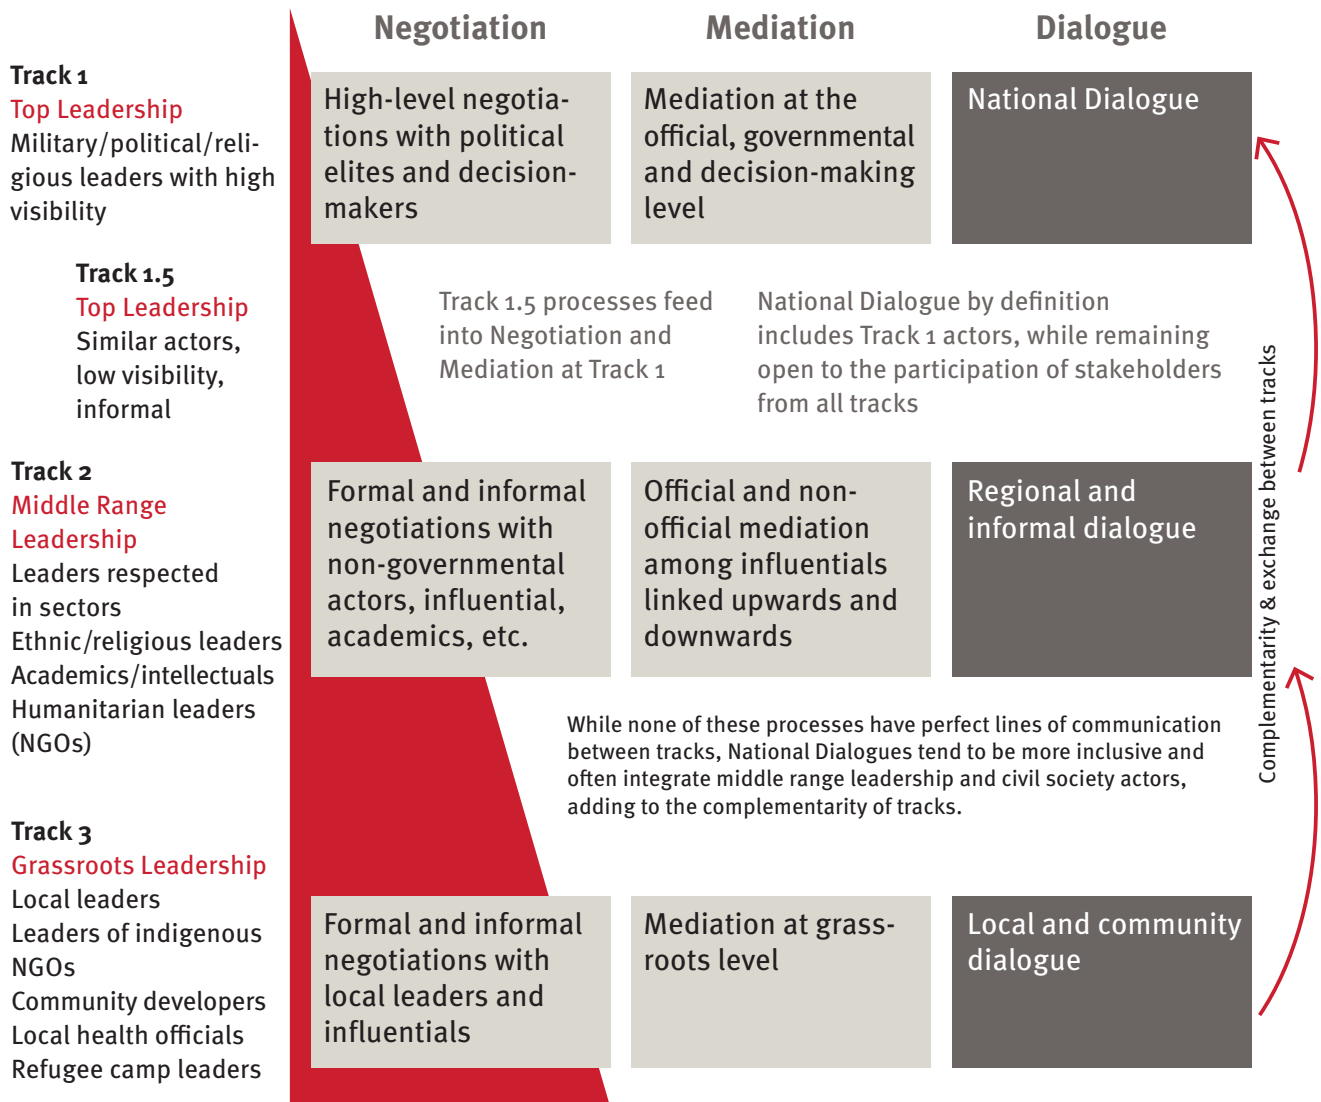 Negotiation
Mediation
Dialogue
Track 1
Top Leadership
Military/political/reli-
gious leaders with high
visibility
High-level negotia-
tions with political
elites and decision-
makers
Mediation at the
official, governmental
and decision-making
level
National Dialogue
Track 1.5
Top Leadership
Similar actors,
low visibility,
informal
Track 1.5 processes feed
into Negotiation and
Mediation at Track 1
National Dialogue by definition
includes Track 1 actors, while remaining
open to the participation of stakeholders
from all tracks
Track 2
Middle Range
Leadership
Leaders respected
in sectors
Ethnic/religious leaders
Academics/intellectuals
Humanitarian leaders
(NGOs)
Formal and informal
negotiations with
non-governmental
actors, influential,
academics, etc.
Official and non-
official mediation
among influentials
linked upwards and
downwards
Regional and
informal dialogue
While none of these processes have perfect lines of communication
between tracks, National Dialogues tend to be more inclusive and
often integrate middle range leadership and civil society actors,
adding to the complementarity of tracks.
Track 3
Grassroots Leadership
Local leaders
Leaders of indigenous
NGOs
Community developers
Local health officials
Refugee camp leaders
Formal and informal
negotiations with
local leaders and
influentials
Mediation at grass-
roots level
Local and community
dialogue
Complementarity & exchange between tracks